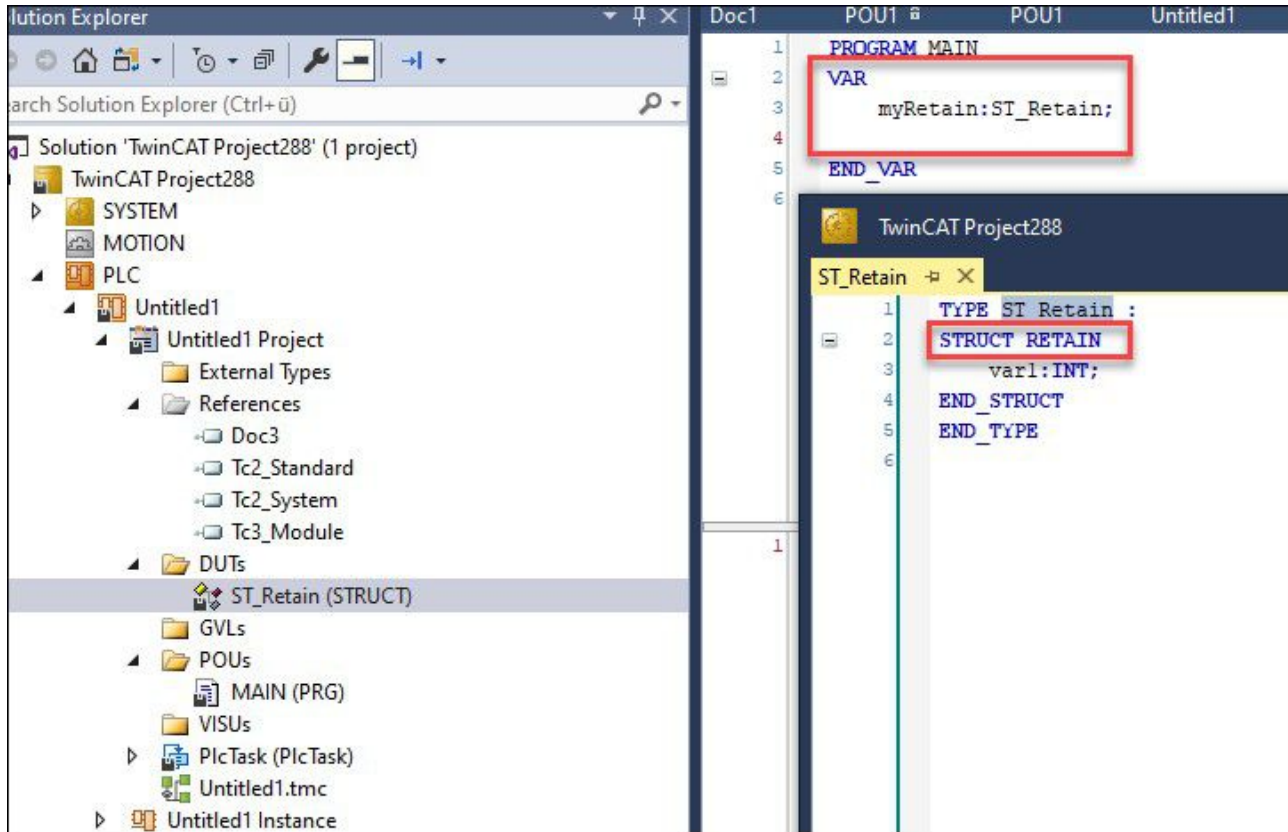 lution Explorer
earch Solution Explorer (Ctrl+ü)
Solution 'TwinCAT Project288' (1 project)
TwinCAT Project288
SYSTEM
MOTION
PLC
Untitled1
Untitled1 Project
External Types
References
Doc3
Tc2_Standard
Tc2_System
Tc3_Module
DUTs
ST_Retain (STRUCT)
GVLs
POUs
MAIN (PRG)
VISUs
PlcTask (PlcTask)
Untitled1.tmc
Untitled1 Instance
Doc1 POU1 POU1 Untitled1
1 PROGRAM MAIN
2 VAR
3 myRetain:ST_Retain;
4
5 END_VAR
6
1
TwinCAT Project288
ST_Retain
1 TYPE ST_Retain :
2 STRUCT RETAIN
3 var1:INT;
4 END_STRUCT
5 END_TYPE
6